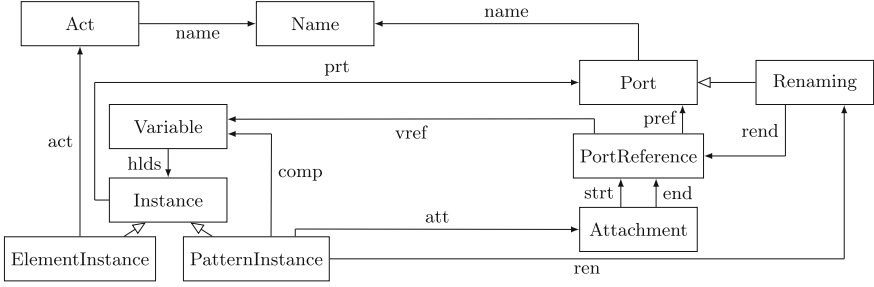 Act
name
Name
name
prt
Port
Renaming
Variable
vref
pref
rend
act
hlds
PortReference
comp
Instance
strt
end
att
Attachment
ElementInstance
PatternInstance
ren